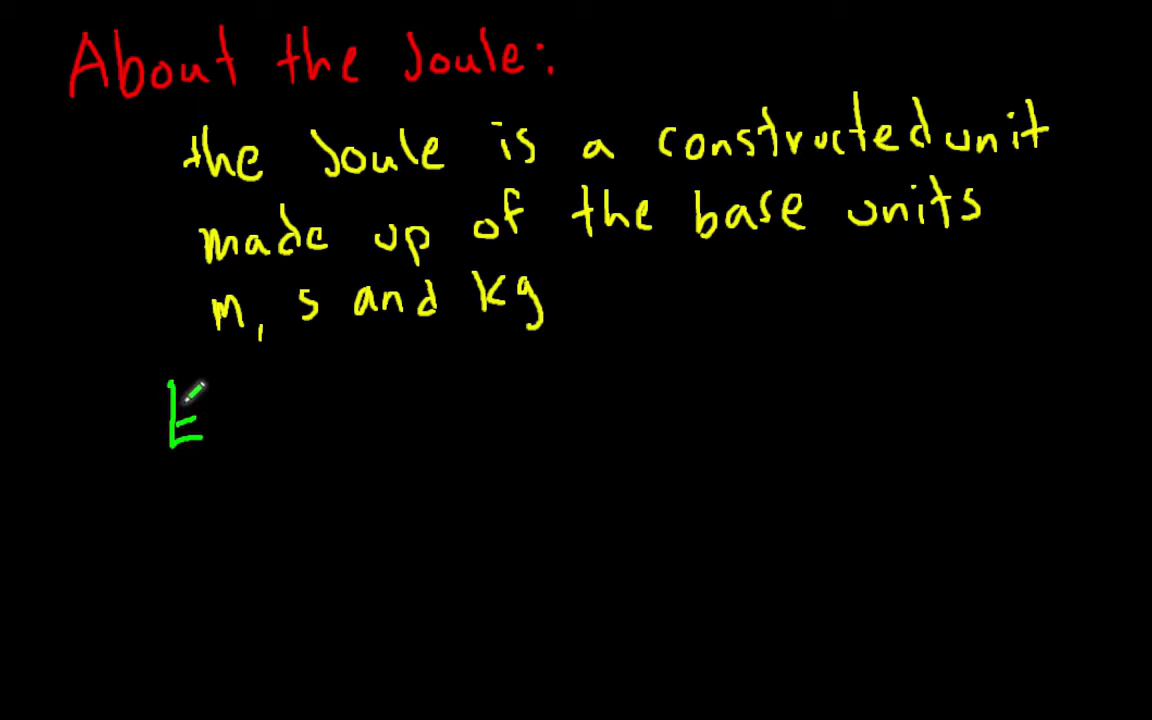 About the Joule:
the Joule is a constructed unit
made up of the base units
m, s and kg
E